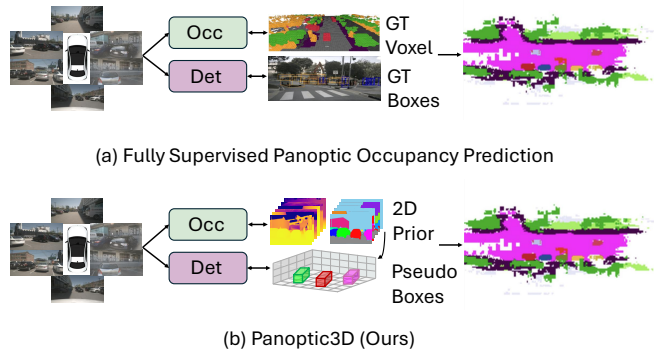 Occ
GT
Voxel
Det
GT
Boxes
(a) Fully Supervised Panoptic Occupancy Prediction
Occ
2D
Prior
Det
Pseudo
Boxes
(b) Panoptic3D (Ours)